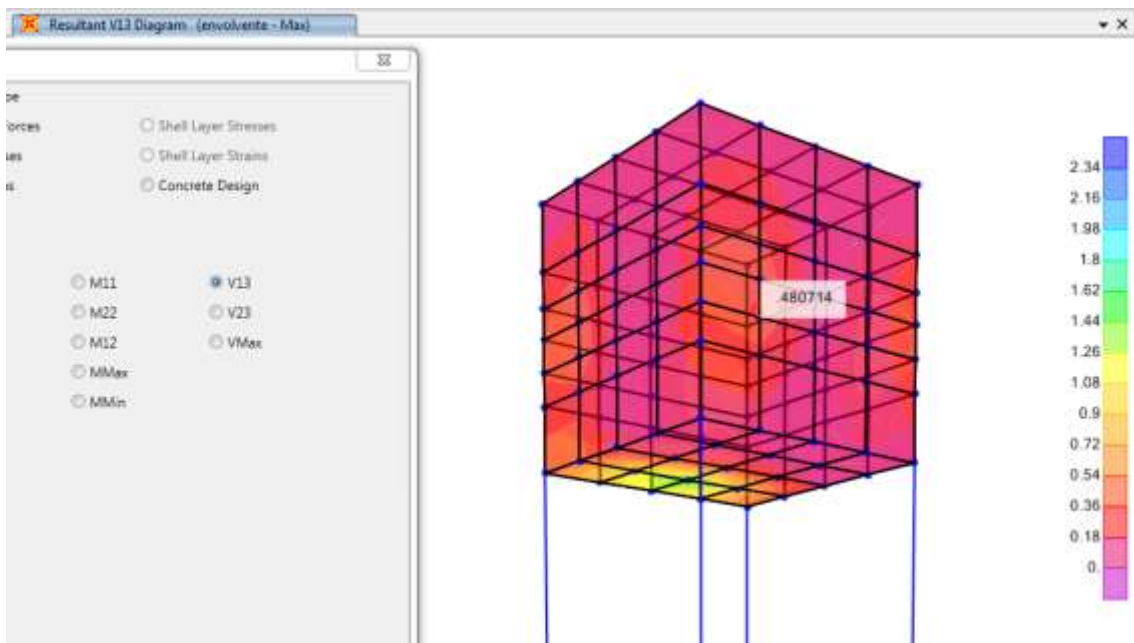 Resultant V13 Diagram (envolvente - Max)
Forces
Shell Layer Stresses
Shell Layer Strains
Concrete Design
M11
V13
M22
V23
M12
VMax
MMax
MMin
.480714
2.34
2.16
1.98
1.8
1.62
1.44
1.26
1.08
0.9
0.72
0.54
0.36
0.18
0.